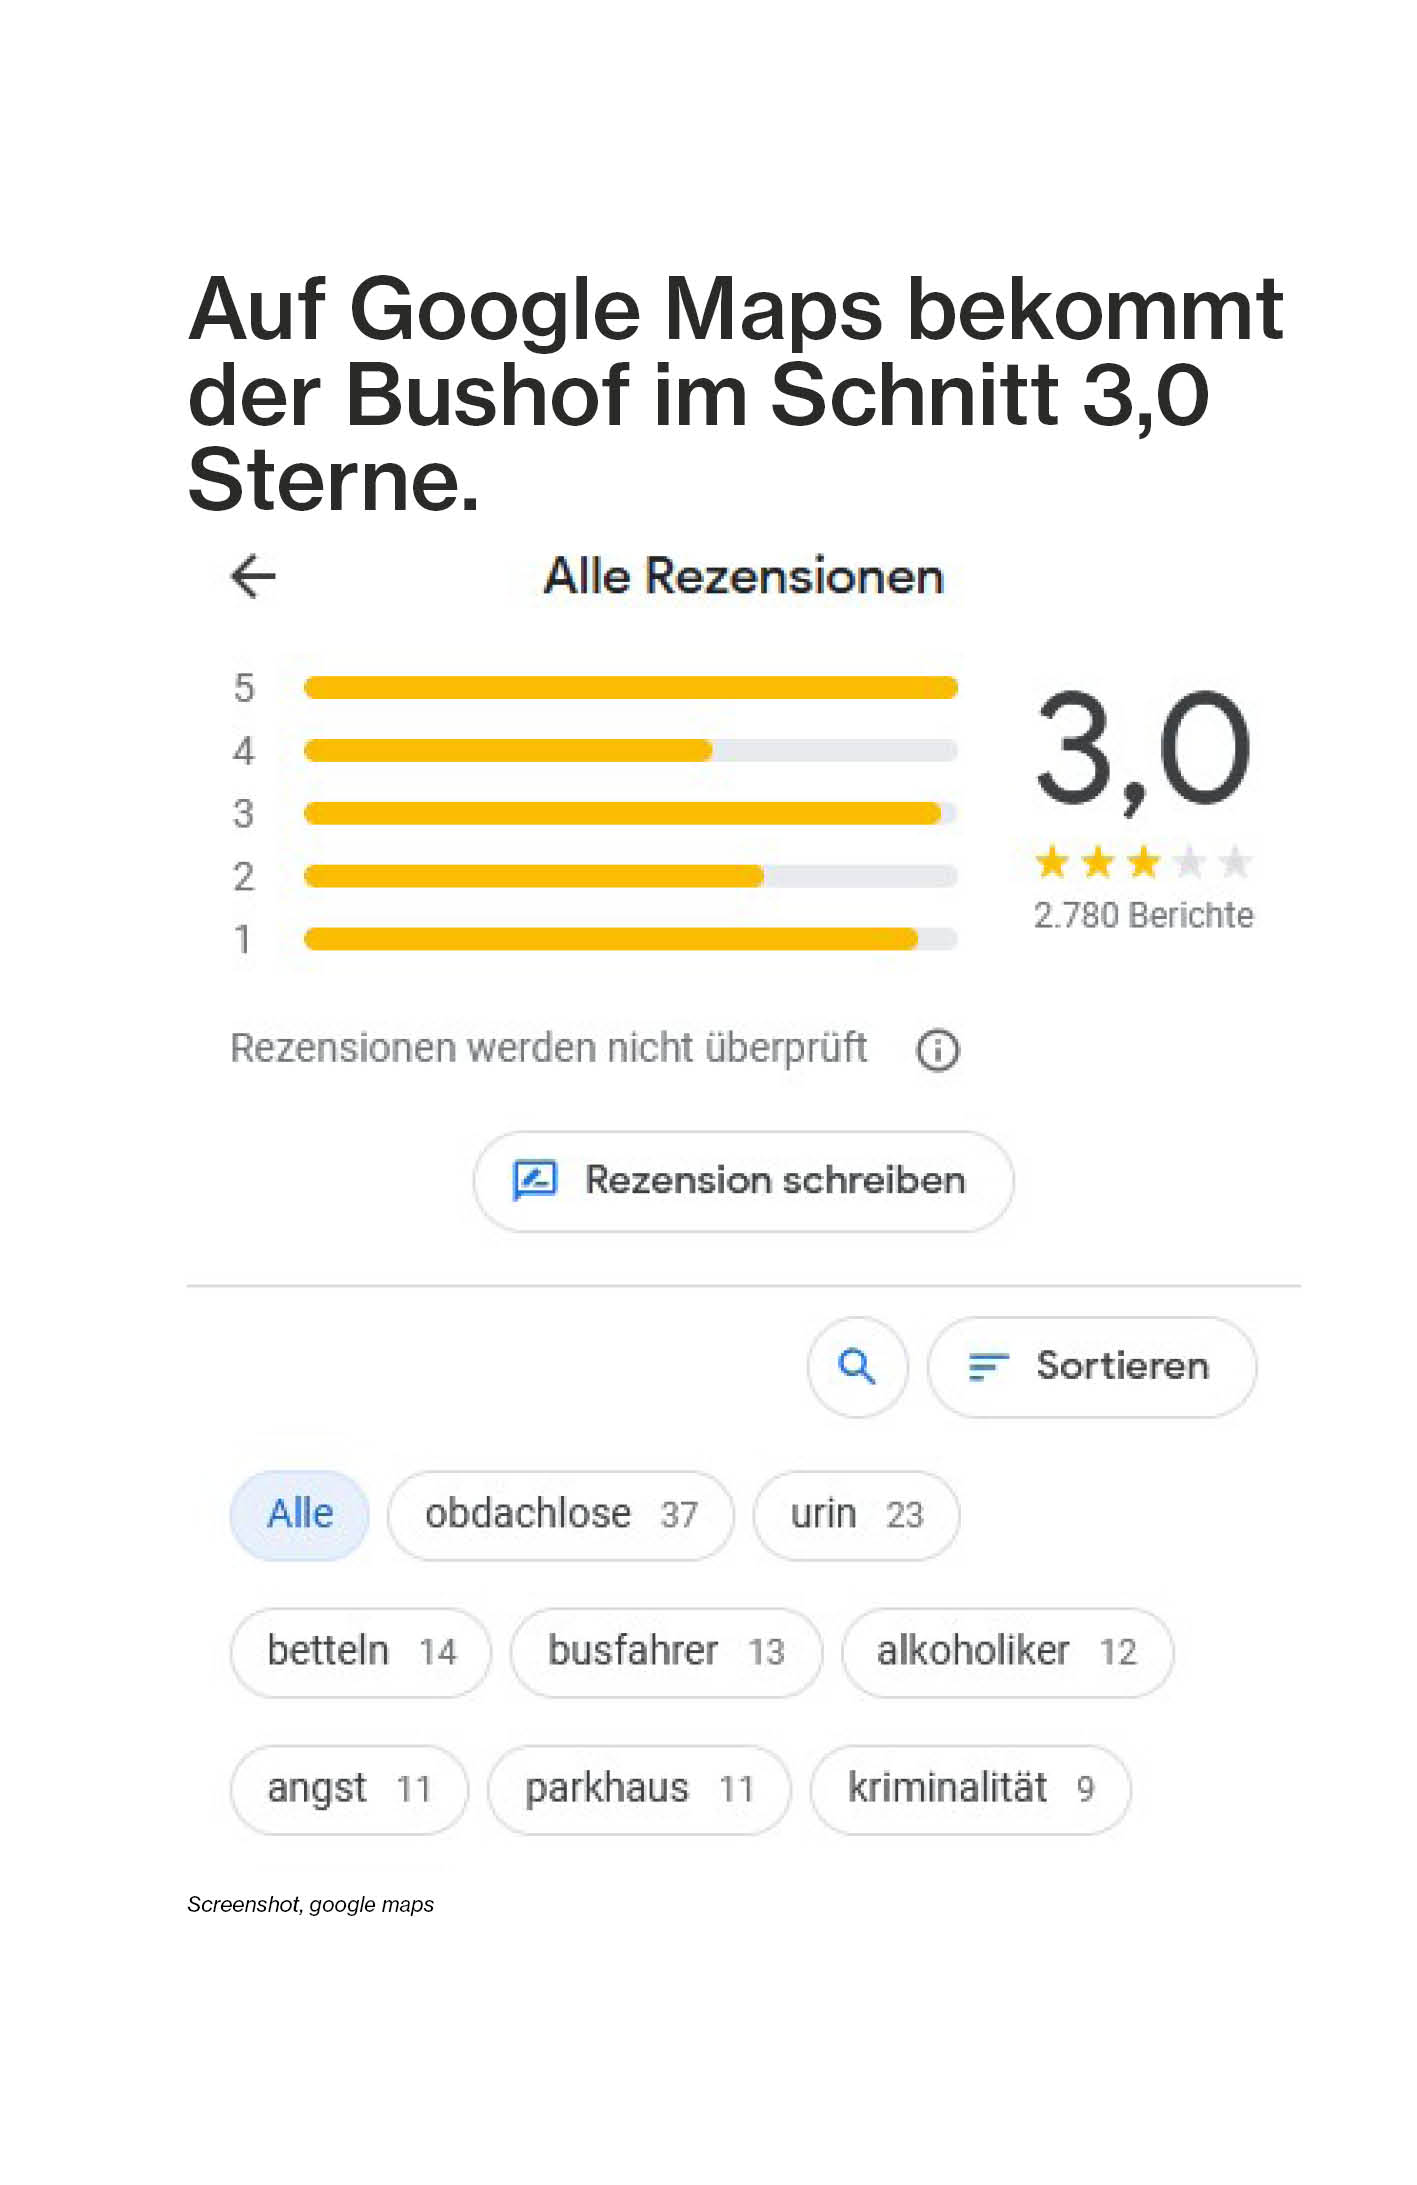 Auf Google Maps bekommt
der Bushof im Schnitt 3,0
Sterne.
Alle Rezensionen
5
4
3
2
1
3,0
2.780 Berichte
Rezensionen werden nicht überprüft
Rezension schreiben
Sortieren
Alle obdachlose 37 urin 23
betteln 14 busfahrer 13 alkoholiker 12
angst 11 parkhaus 11 kriminalität 9
Screenshot, google maps